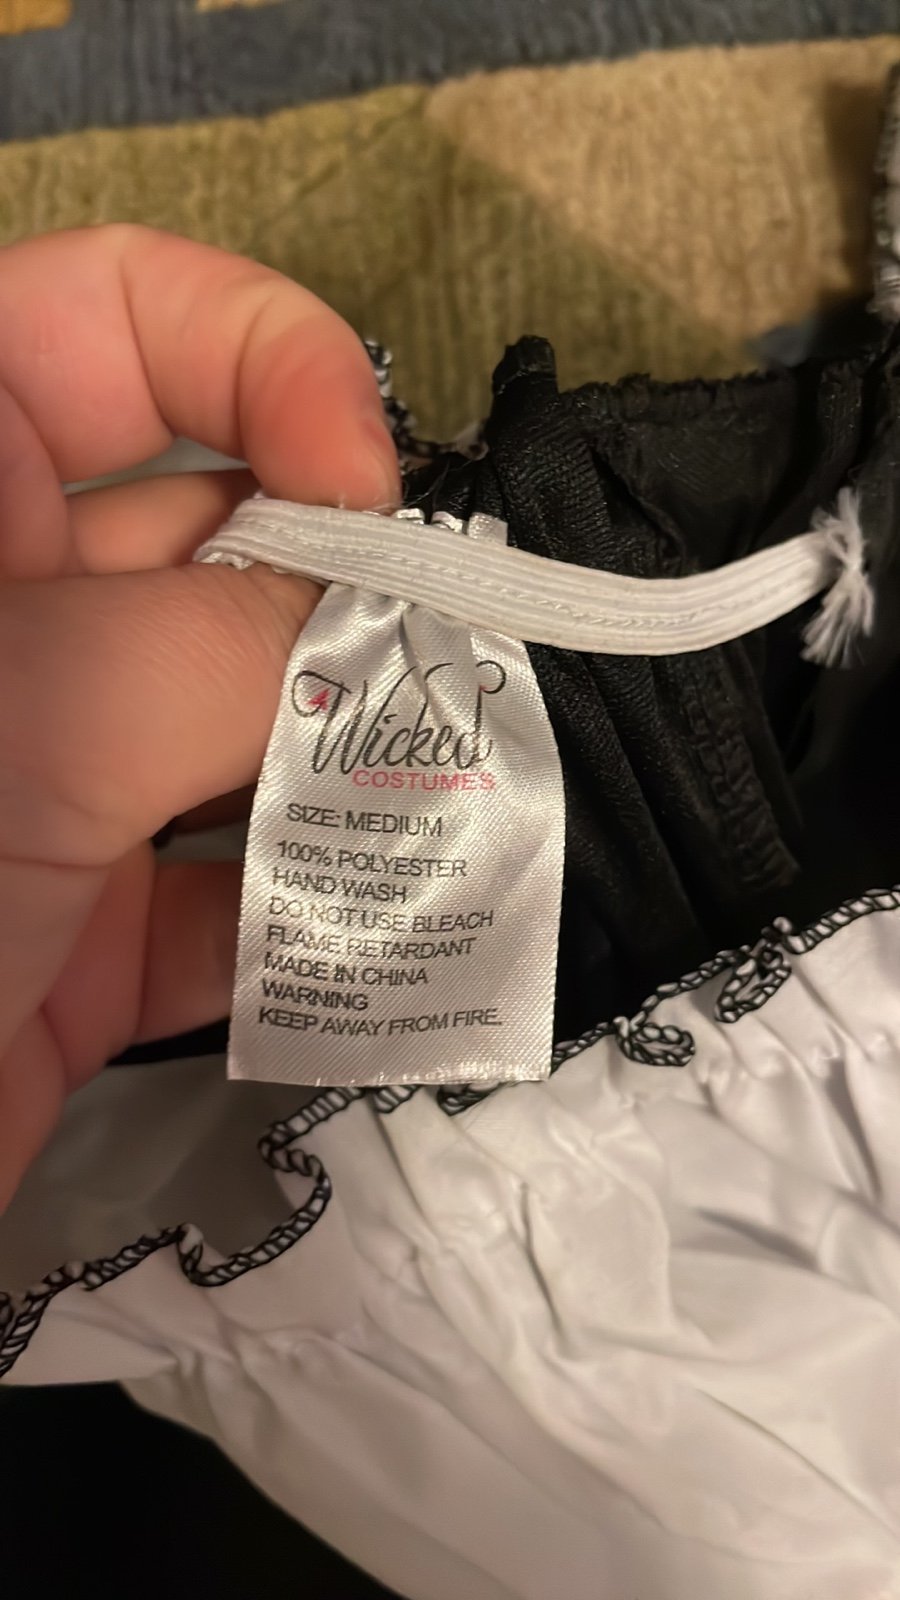 Wicked
COSTUMES
SIZE: MEDIUM
100% POLYESTER
HAND WASH
DO NOT USE BLEACH
FLAME RETARDANT
MADE IN CHINA
WARNING
KEEP AWAY FROM FIRE.